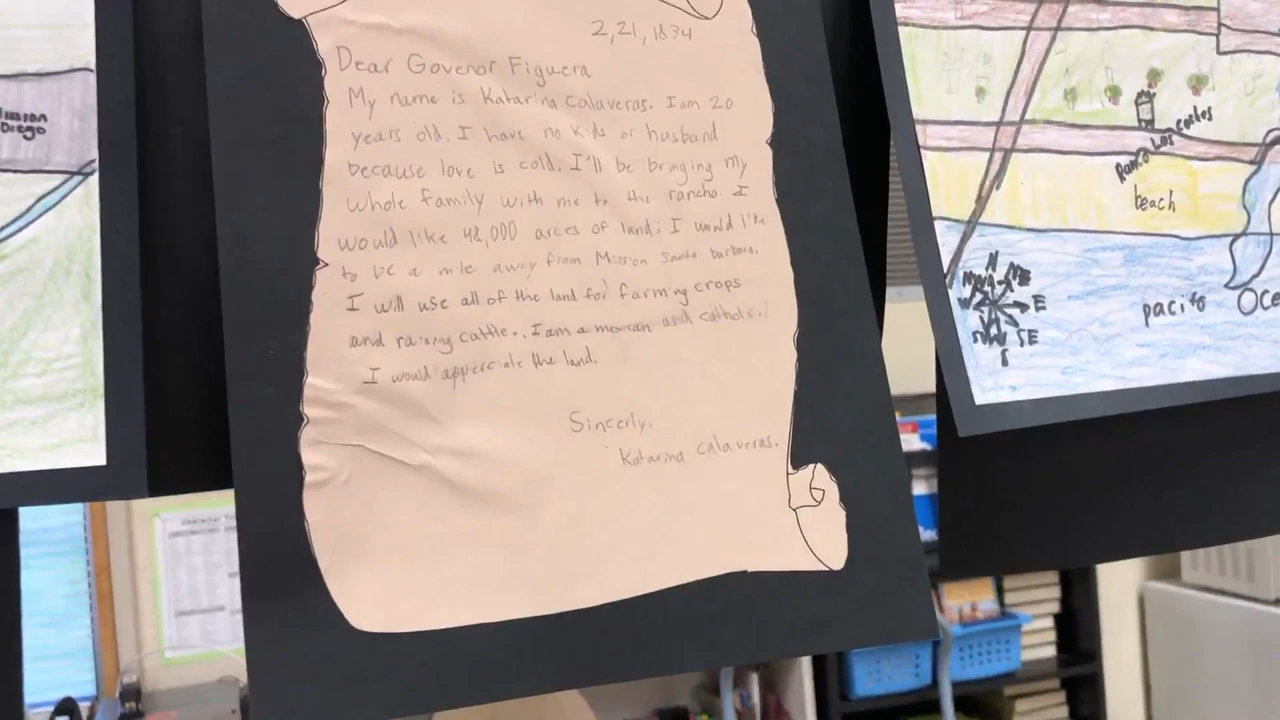 2,21,1834
Dear Govenor Figuera
My name is Katarina Calaveras. I am 20
years old. I have no kids or husband
because love is cold. I'll be bringing my
whole family with me to the rancho. I
would like 48,000 arces of land; I would like
to be a mile away from Mission Sante barbara.
I will use all of the land for farming crops
and raising cattle.. I am a mexican and catholic.!
I would apperciate the land.
Sincerly,
Katarina Calaveras.
Diego
Rancho Los
beach
N
NE
E
SE
S
SW
W
pacific Oce